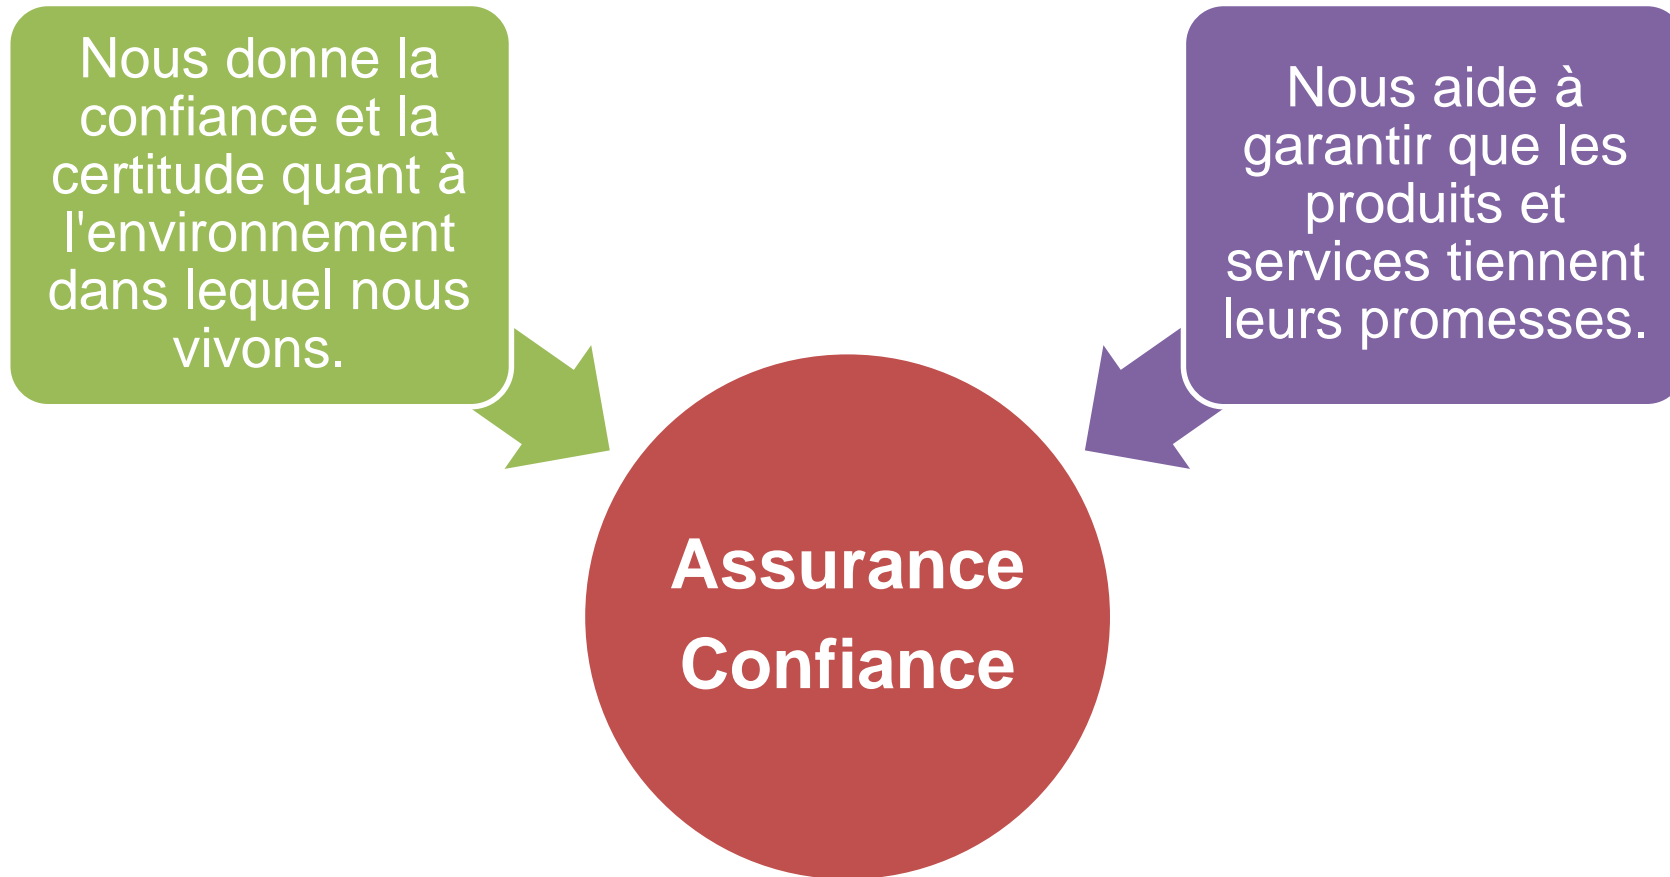 Nous donne la
confiance et la
certitude quant à
l'environnement
dans lequel nous
vivons.
Nous aide à
garantir que les
produits et
services tiennent
leurs promesses.
Assurance
Confiance